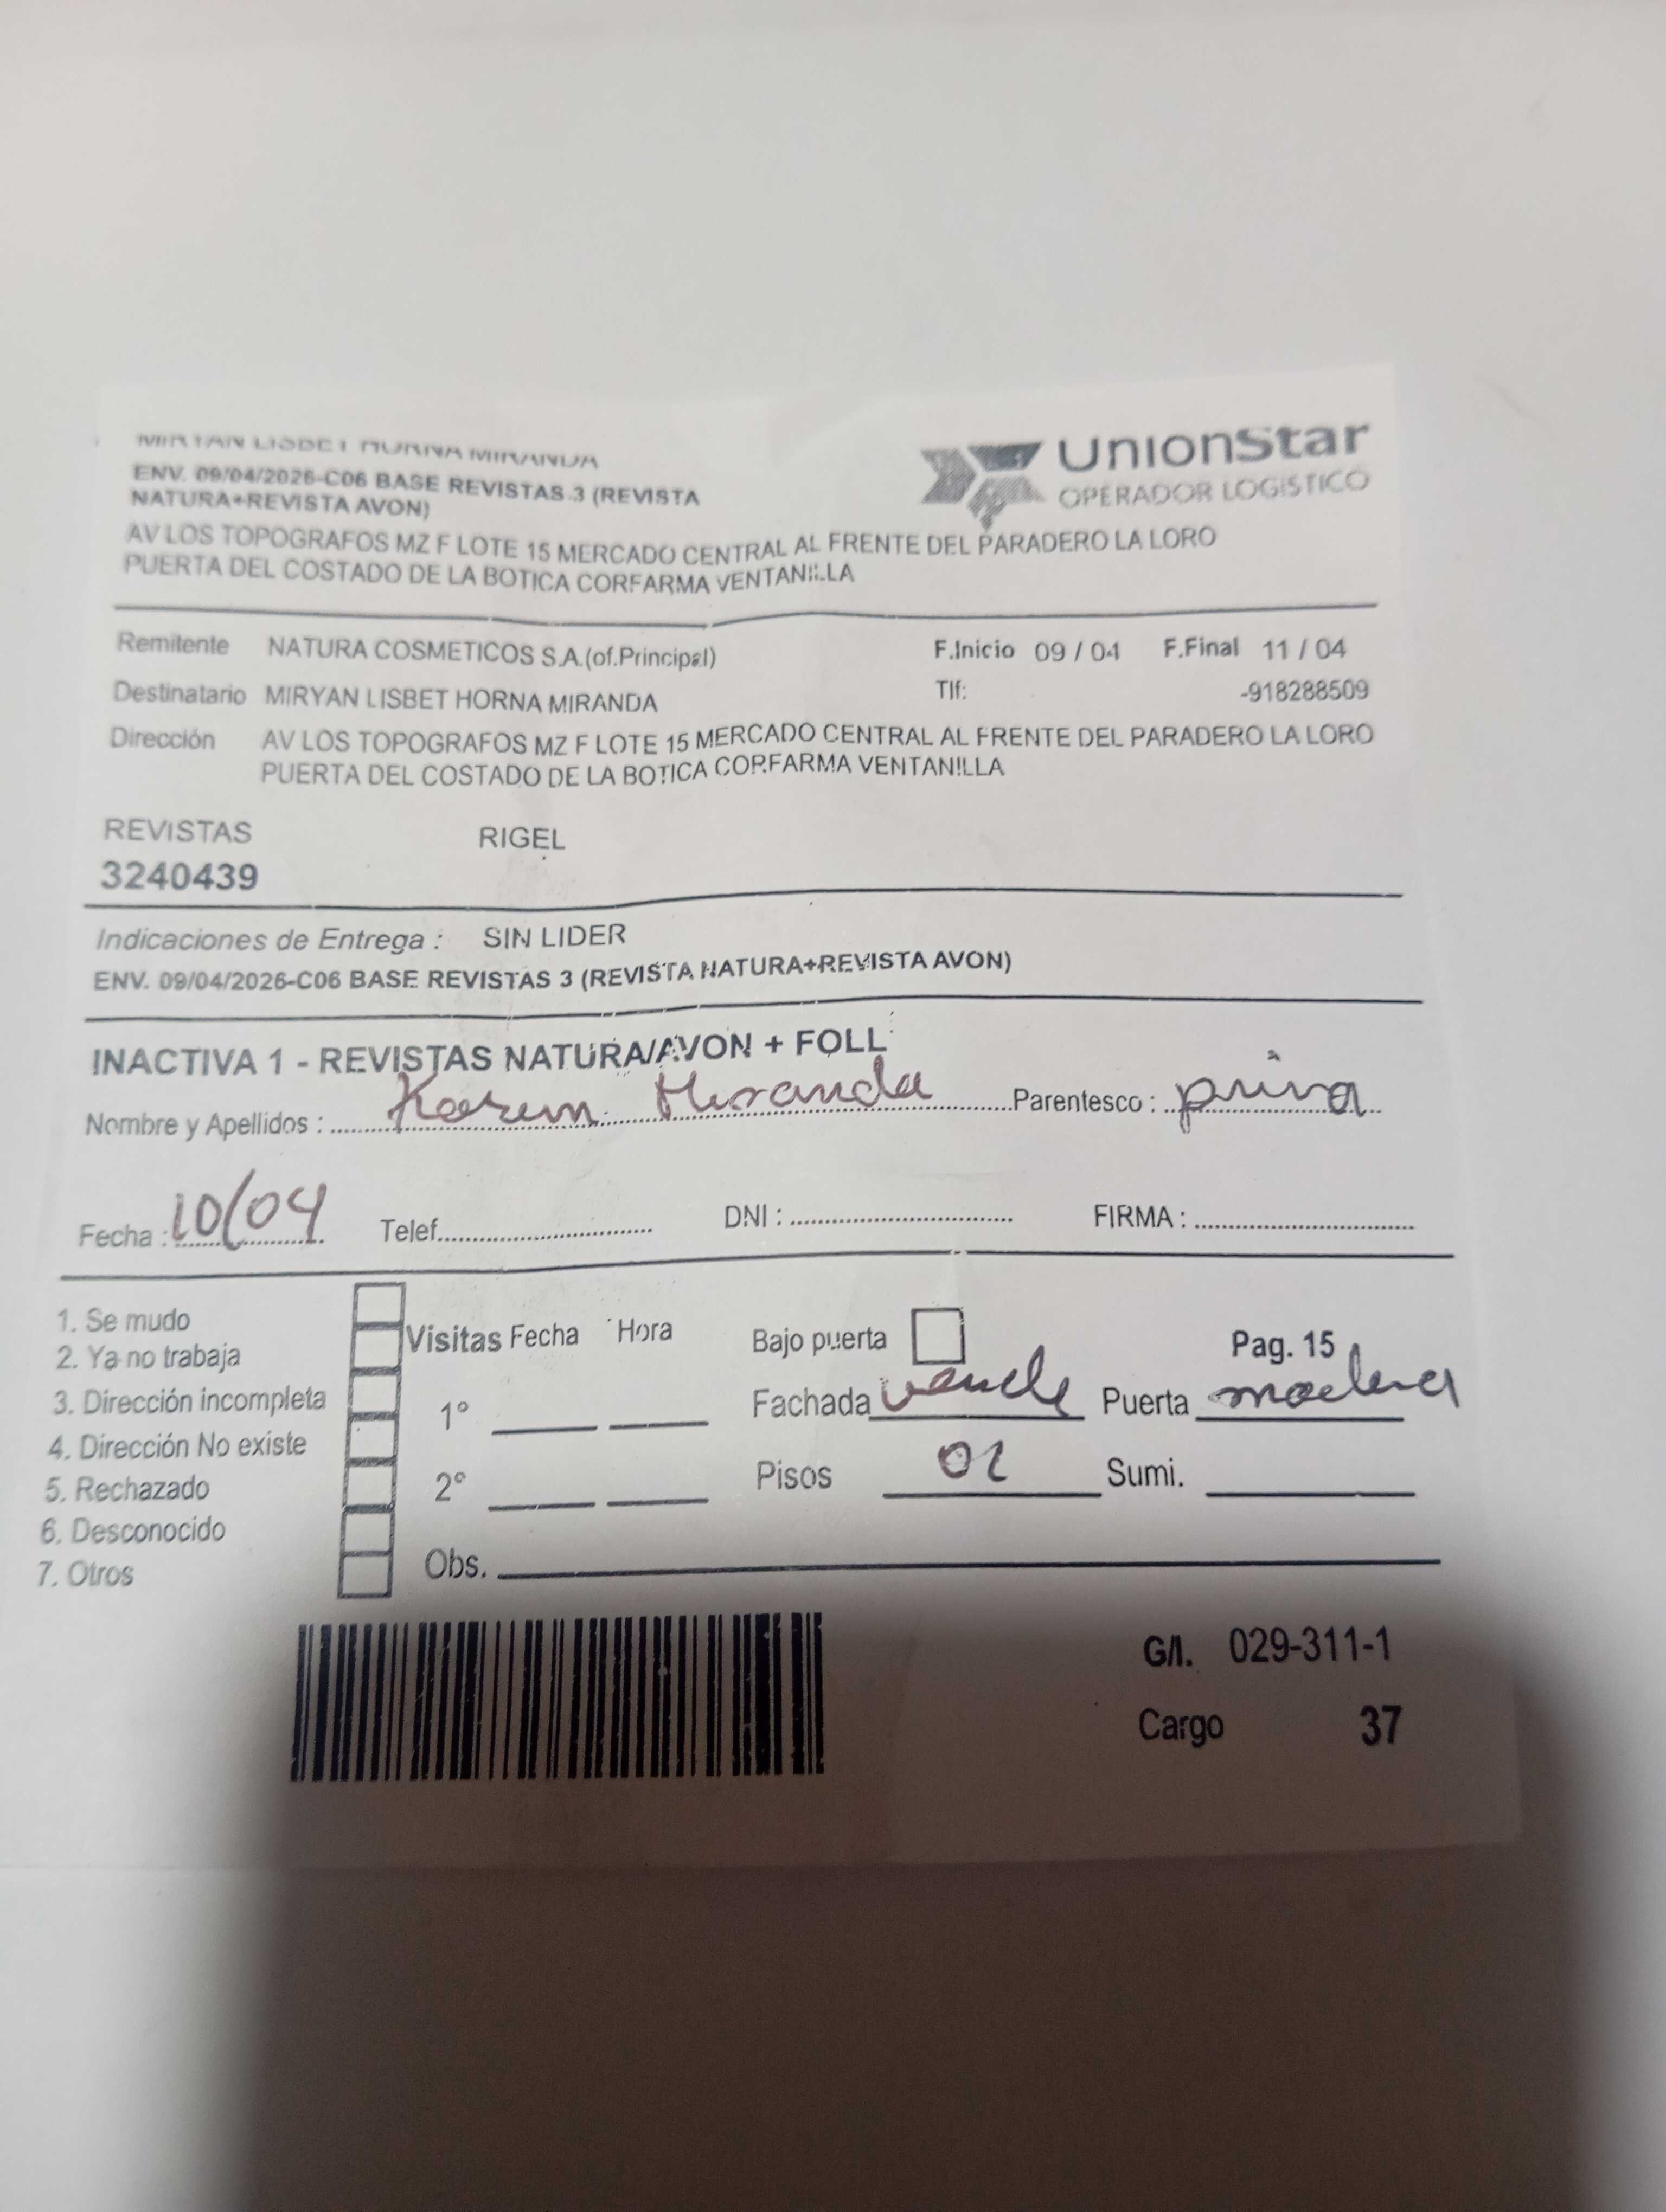 MIRYAN LISBET HORNA MIRANDA
ENV. 09/04/2026-C06 BASE REVISTAS 3 (REVISTA
NATURA+REVISTA AVON)
UnionStar
OPERADOR LOGISTICO
AV LOS TOPOGRAFOS MZ F LOTE 15 MERCADO CENTRAL AL FRENTE DEL PARADERO LA LORO
PUERTA DEL COSTADO DE LA BOTICA CORFARMA VENTANILLA
Remitente NATURA COSMETICOS S.A.(of.Principal) F.Inicio 09 / 04 F.Final 11 / 04
Destinatario MIRYAN LISBET HORNA MIRANDA Tlf: -918288509
Dirección AV LOS TOPOGRAFOS MZ F LOTE 15 MERCADO CENTRAL AL FRENTE DEL PARADERO LA LORO
PUERTA DEL COSTADO DE LA BOTICA CORFARMA VENTANILLA
REVISTAS RIGEL
3240439
Indicaciones de Entrega : SIN LIDER
ENV. 09/04/2026-C06 BASE REVISTAS 3 (REVISTA NATURA+REVISTA AVON)
INACTIVA 1 - REVISTAS NATURA/AVON + FOLL
Nombre y Apellidos : Miranda Parentesco :
Fecha : 10/04 Telef. DNI : FIRMA :
1. Se mudo
2. Ya no trabaja
3. Dirección incompleta
4. Dirección No existe
5. Rechazado
6. Desconocido
7. Otros
Visitas Fecha Hora
1°
2°
Obs.
Bajo puerta Pag. 15
Fachada Puerta madera
Pisos 02 Sumi.
G/I. 029-311-1
Cargo 37